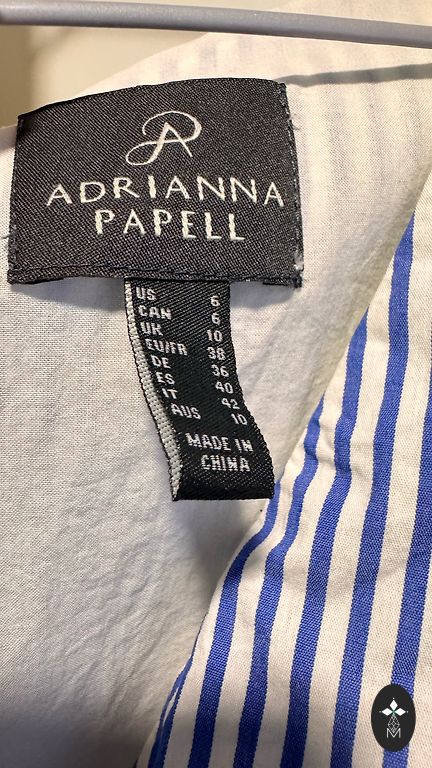 ADRIANNA
PAPELL
US 6
CAN 6
UK 10
EU/FR 38
DE 36
ES 40
IT 42
AUS 10
MADE IN
CHINA